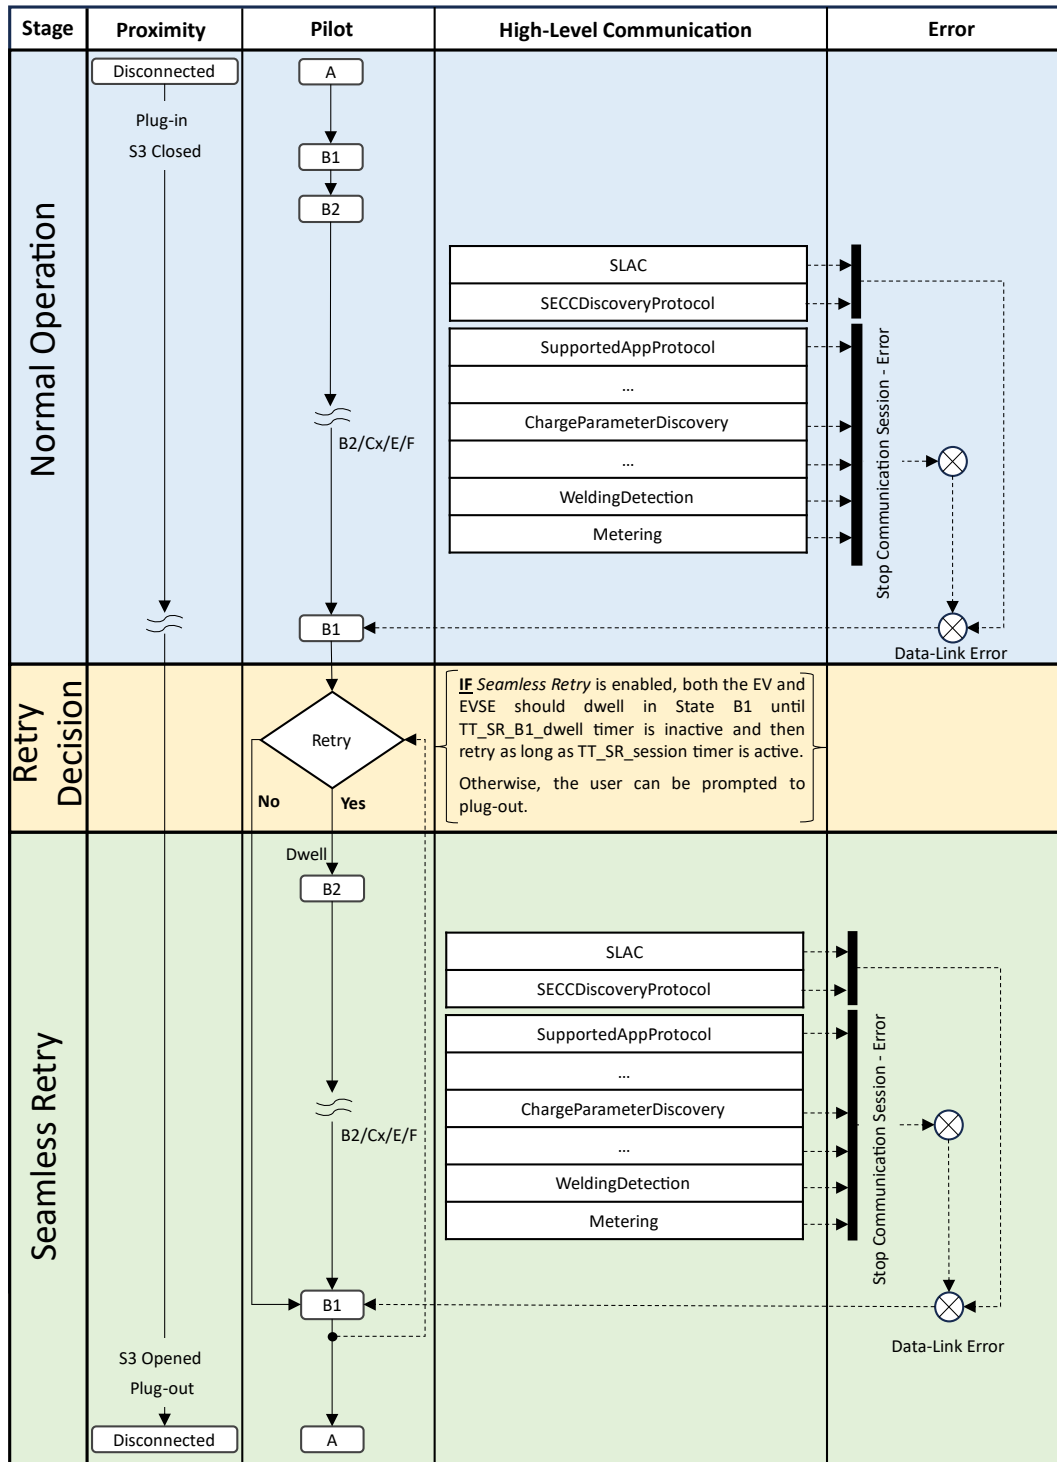 Stage Proximity Pilot High-Level Communication Error
Normal Operation
Disconnected
Plug-in
S3 Closed
A
B1
B2
B2/Cx/E/F
B1
SLAC
SECCDiscoveryProtocol
SupportedAppProtocol
...
ChargeParameterDiscovery
...
WeldingDetection
Metering
Stop Communication Session - Error
Data-Link Error
Retry
Decision
Retry
No Yes
IF Seamless Retry is enabled, both the EV and
EVSE should dwell in State B1 until
TT_SR_B1_dwell timer is inactive and then
retry as long as TT_SR_session timer is active.
Otherwise, the user can be prompted to
plug-out.
Seamless Retry
Dwell
B2
B2/Cx/E/F
B1
SLAC
SECCDiscoveryProtocol
SupportedAppProtocol
...
ChargeParameterDiscovery
...
WeldingDetection
Metering
Stop Communication Session - Error
Data-Link Error
S3 Opened
Plug-out
Disconnected
A